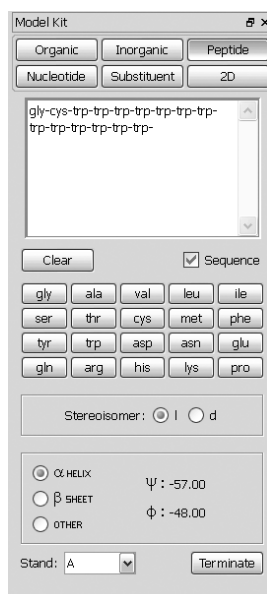 Model Kit
Organic Inorganic Peptide
Nucleotide Substituent 2D
gly-cys-trp-trp-trp-trp-trp-trp-trp-
trp-trp-trp-trp-trp-trp-
Clear Sequence
gly ala val leu ile
ser thr cys met phe
tyr trp asp asn glu
gln arg his lys pro
Stereoisomer: l d
α HELIX
β SHEET
OTHER
Ψ : -57.00
ϕ : -48.00
Stand: A Terminate